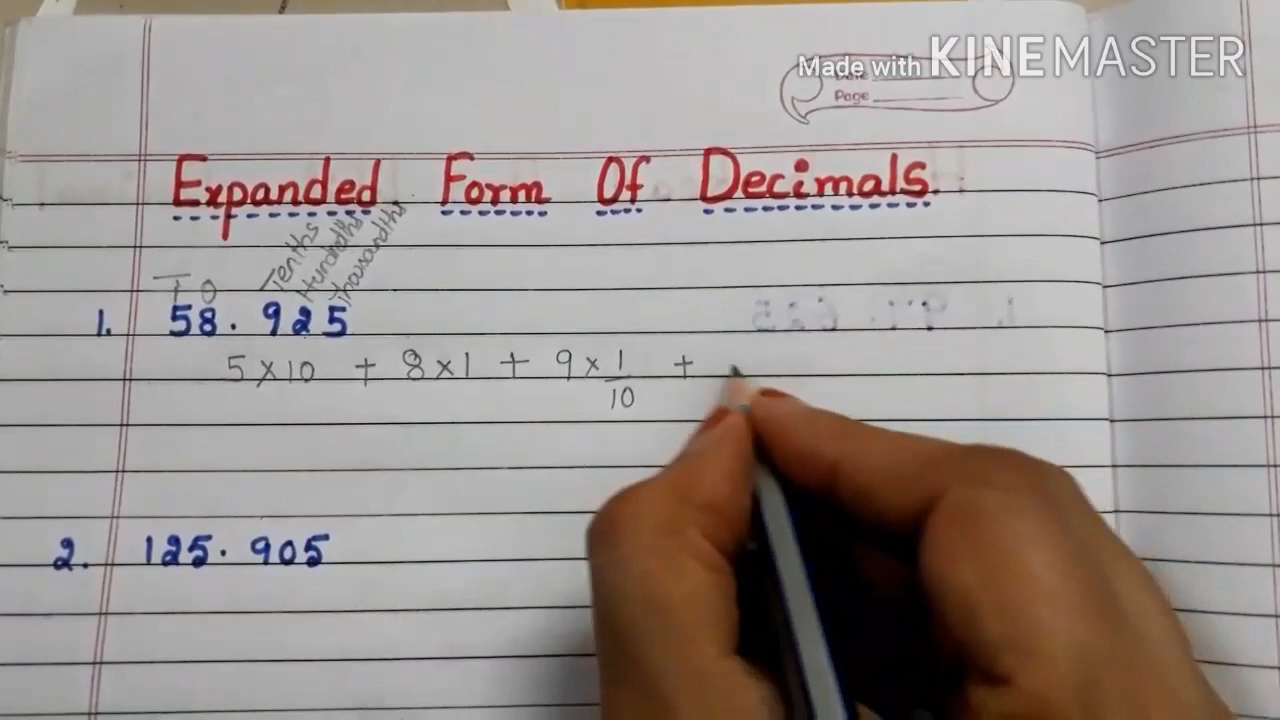 Made with KINEMASTER
Date
Page
Expanded Form Of Decimals.
Tenths
Hundredths
Thousandths
T O
1. 58.925
5 × 10 + 8 × 1 + 9 × 1/10 +
2. 125.905